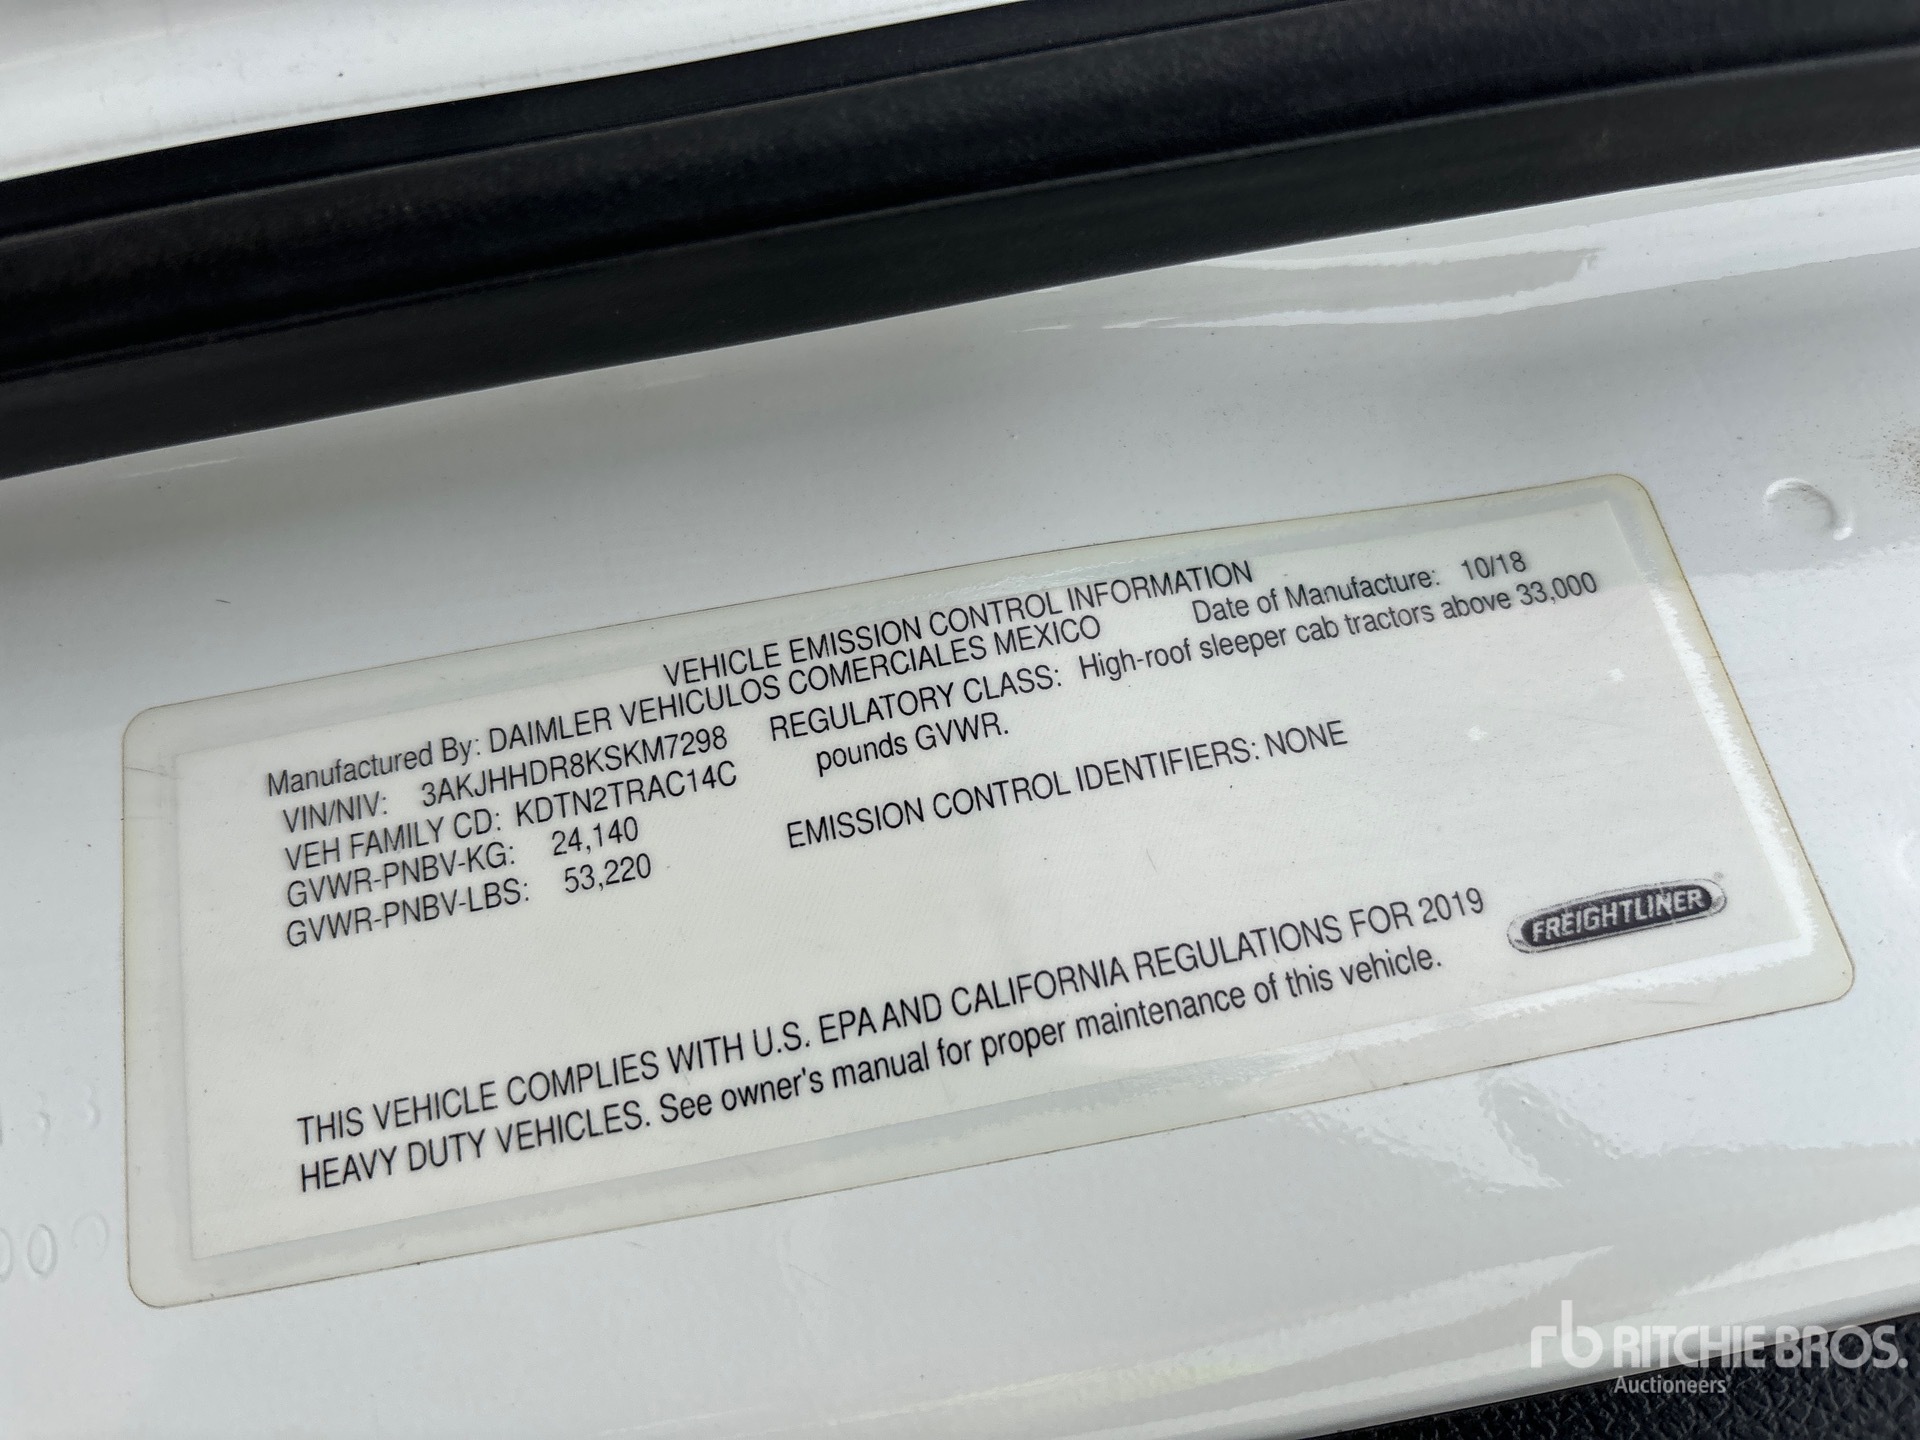 VEHICLE EMISSION CONTROL INFORMATION
Manufactured By: DAIMLER VEHICULOS COMERCIALES MEXICO Date of Manufacture: 10/18
VIN/NIV: 3AKJHHDR8KSKM7298 REGULATORY CLASS: High-roof sleeper cab tractors above 33,000
VEH FAMILY CD: KDTN2TRAC14C pounds GVWR.
GVWR-PNBV-KG: 24,140
GVWR-PNBV-LBS: 53,220 EMISSION CONTROL IDENTIFIERS: NONE
THIS VEHICLE COMPLIES WITH U.S. EPA AND CALIFORNIA REGULATIONS FOR 2019
HEAVY DUTY VEHICLES. See owner's manual for proper maintenance of this vehicle.
FREIGHTLINER
rb RITCHIE BROS.
Auctioneers